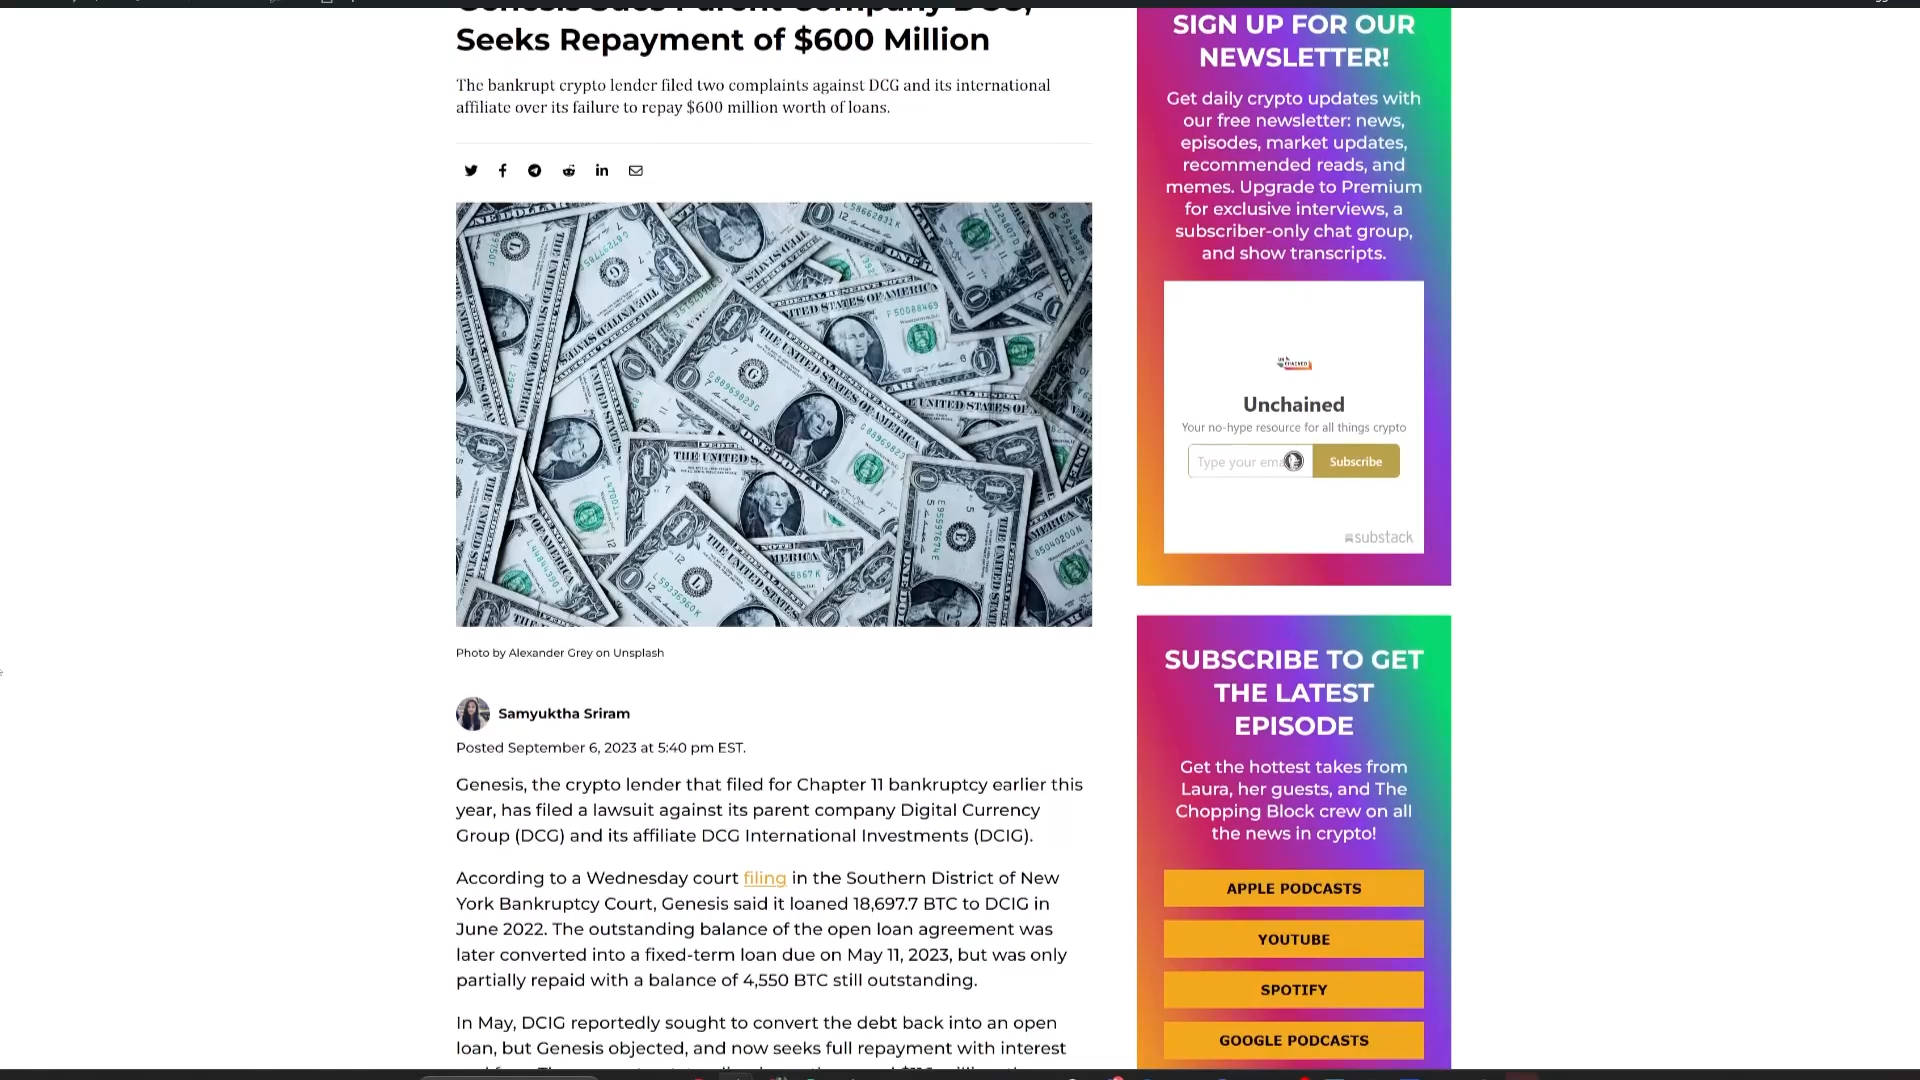 Genesis Sues Parent Company DCG,
Seeks Repayment of $600 Million
The bankrupt crypto lender filed two complaints against DCG and its international
affiliate over its failure to repay $600 million worth of loans.
Photo by Alexander Grey on Unsplash
Samyuktha Sriram
Posted September 6, 2023 at 5:40 pm EST.
Genesis, the crypto lender that filed for Chapter 11 bankruptcy earlier this
year, has filed a lawsuit against its parent company Digital Currency
Group (DCG) and its affiliate DCG International Investments (DCIG).
According to a Wednesday court filing in the Southern District of New
York Bankruptcy Court, Genesis said it loaned 18,697.7 BTC to DCIG in
June 2022. The outstanding balance of the open loan agreement was
later converted into a fixed-term loan due on May 11, 2023, but was only
partially repaid with a balance of 4,550 BTC still outstanding.
In May, DCIG reportedly sought to convert the debt back into an open
loan, but Genesis objected, and now seeks full repayment with interest
SIGN UP FOR OUR
NEWSLETTER!
Get daily crypto updates with
our free newsletter: news,
episodes, market updates,
recommended reads, and
memes. Upgrade to Premium
for exclusive interviews, a
subscriber-only chat group,
and show transcripts.
UNCHAINED
Unchained
Your no-hype resource for all things crypto
Type your ema
Subscribe
substack
SUBSCRIBE TO GET
THE LATEST
EPISODE
Get the hottest takes from
Laura, her guests, and The
Chopping Block crew on all
the news in crypto!
APPLE PODCASTS
YOUTUBE
SPOTIFY
GOOGLE PODCASTS